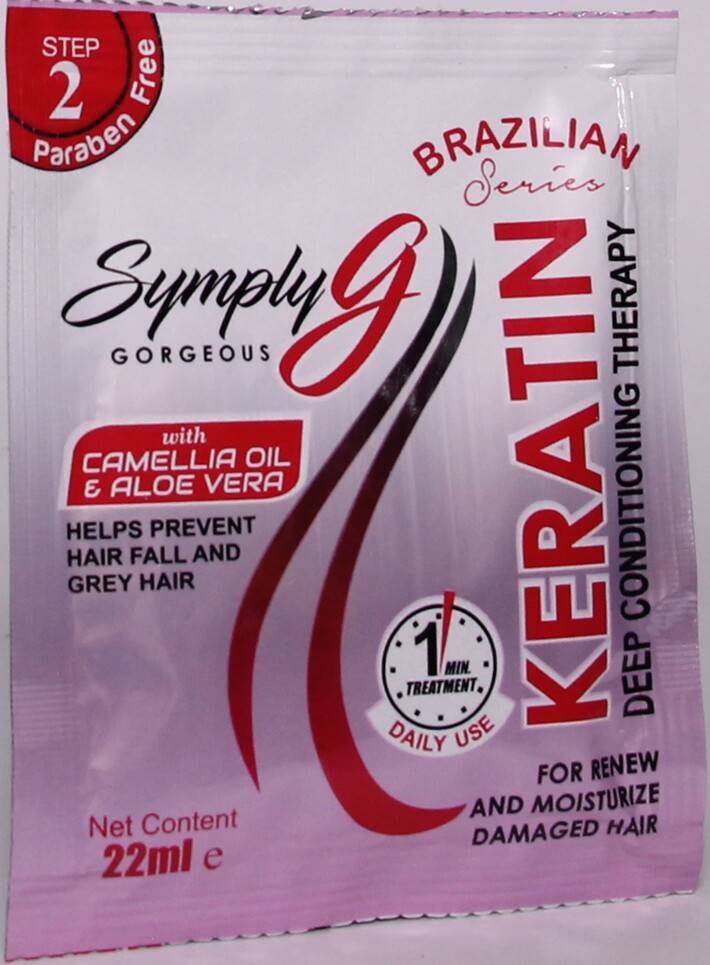 STEP
2
Paraben Free
BRAZILIAN
Series
SymplyG
GORGEOUS
KERATIN
DEEP CONDITIONING THERAPY
with
CAMELLIA OIL
& ALOE VERA
HELPS PREVENT
HAIR FALL AND
GREY HAIR
1 MIN.
TREATMENT
DAILY USE
FOR RENEW
AND MOISTURIZE
DAMAGED HAIR
Net Content
22ml e